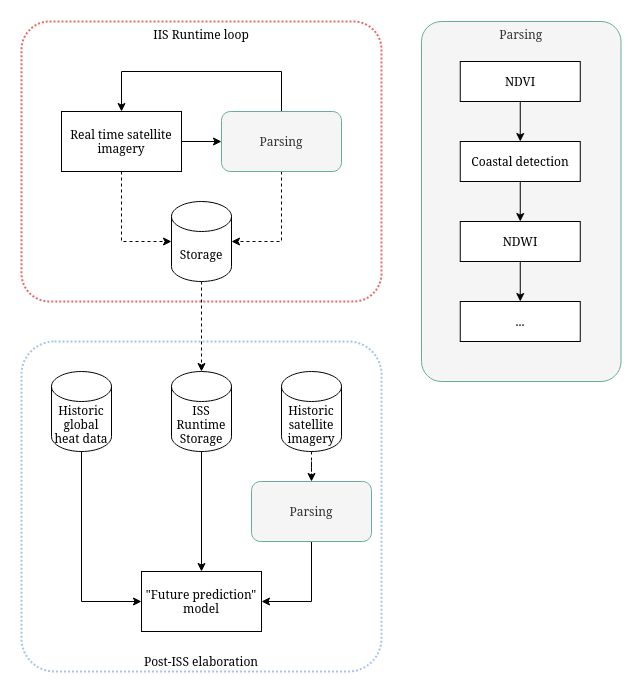 IIS Runtime loop
Real time satellite
imagery
Parsing
Storage
Parsing
NDVI
Coastal detection
NDWI
...
Historic
global
heat data
ISS
Runtime
Storage
Historic
satellite
imagery
Parsing
"Future prediction"
model
Post-ISS elaboration